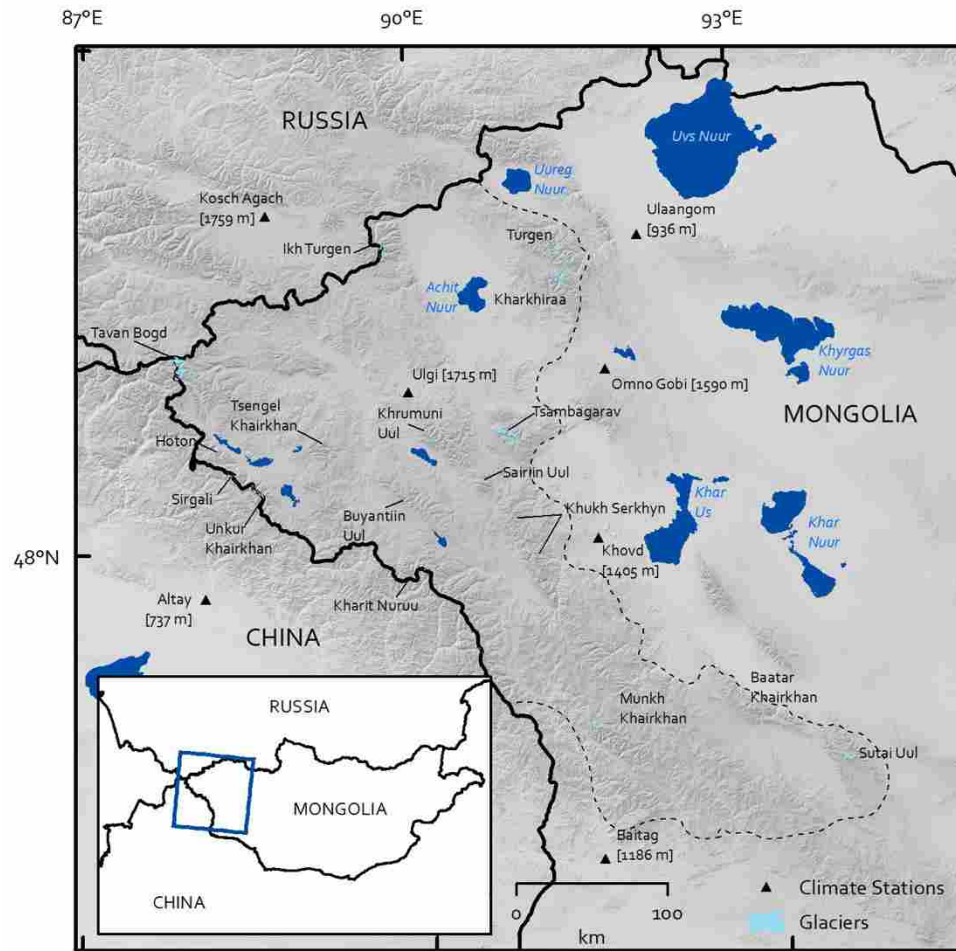 87°E
90°E
93°E
RUSSIA
Uvs Nuur
Uureg
Nuur
Kosch Agach
[1759 m]
Ulaangom
[936 m]
Turgen
Ikh Turgen
Achit
Nuur
Kharkhiraa
Tavan Bogd
Khyrgas
Nuur
Ulgi [1715 m]
Omno Gobi [1590 m]
Tsengel
Khairkhan
Khrumuni
Uul
Tsambagarav
MONGOLIA
Hoton
Sairiin Uul
Sirgali
Khar
Us
Unkur
Khairkhan
Buyantiin
Uul
Khukh Serkhyn
Khar
Nuur
48°N
Khovd
[1405 m]
Kharit Nuruu
Altay
[737 m]
CHINA
Baatar
Khairkhan
Munkh
Khairkhan
Sutai Uul
RUSSIA
MONGOLIA
CHINA
Baitag
[1186 m]
0
100
km
Climate Stations
Glaciers